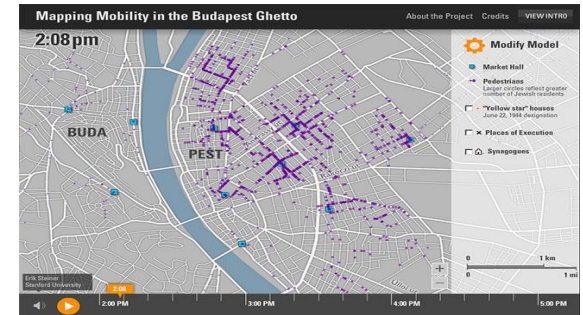 Mapping Mobility in the Budapest Ghetto
About the Project Credits VIEW INTRO
2:08pm
Modify Model
Market Hall
Pedestrians
Larger circles reflect greater
number of Jewish residents
"Yellow star" houses
June 22, 1944 designation
Places of Execution
Synagogues
BUDA
PEST
0 1 km
0 1 mi
Erik Steiner
Stanford University
+
−
2:08
2:00 PM 3:00 PM 4:00 PM 5:00 PM